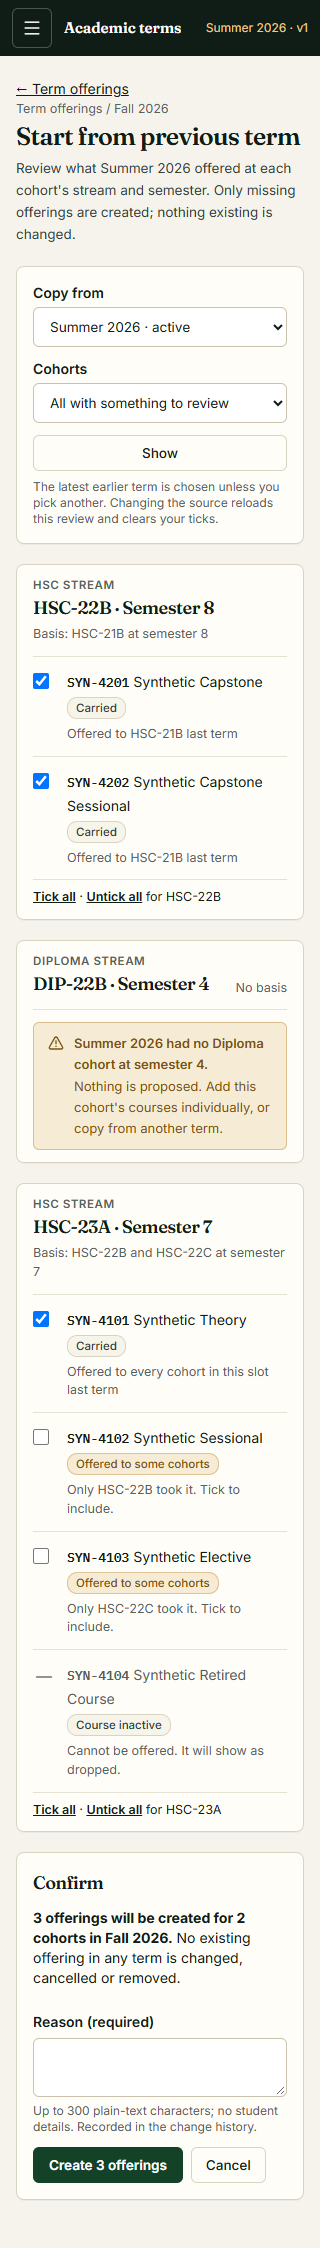 Academic terms
Summer 2026 · v1
← Term offerings
Term offerings / Fall 2026
Start from previous term
Review what Summer 2026 offered at each
cohort's stream and semester. Only missing
offerings are created; nothing existing is
changed.
Copy from
Summer 2026 · active
Cohorts
All with something to review
Show
The latest earlier term is chosen unless you
pick another. Changing the source reloads
this review and clears your ticks.
HSC STREAM
HSC-22B · Semester 8
Basis: HSC-21B at semester 8
SYN-4201 Synthetic Capstone
Carried
Offered to HSC-21B last term
SYN-4202 Synthetic Capstone
Sessional
Carried
Offered to HSC-21B last term
Tick all · Untick all for HSC-22B
DIPLOMA STREAM
DIP-22B · Semester 4
No basis
Summer 2026 had no Diploma
cohort at semester 4.
Nothing is proposed. Add this
cohort's courses individually, or
copy from another term.
HSC STREAM
HSC-23A · Semester 7
Basis: HSC-22B and HSC-22C at semester
7
SYN-4101 Synthetic Theory
Carried
Offered to every cohort in this slot
last term
SYN-4102 Synthetic Sessional
Offered to some cohorts
Only HSC-22B took it. Tick to
include.
SYN-4103 Synthetic Elective
Offered to some cohorts
Only HSC-22C took it. Tick to
include.
SYN-4104 Synthetic Retired
Course
Course inactive
Cannot be offered. It will show as
dropped.
Tick all · Untick all for HSC-23A
Confirm
3 offerings will be created for 2
cohorts in Fall 2026. No existing
offering in any term is changed,
cancelled or removed.
Reason (required)
Up to 300 plain-text characters; no student
details. Recorded in the change history.
Create 3 offerings
Cancel